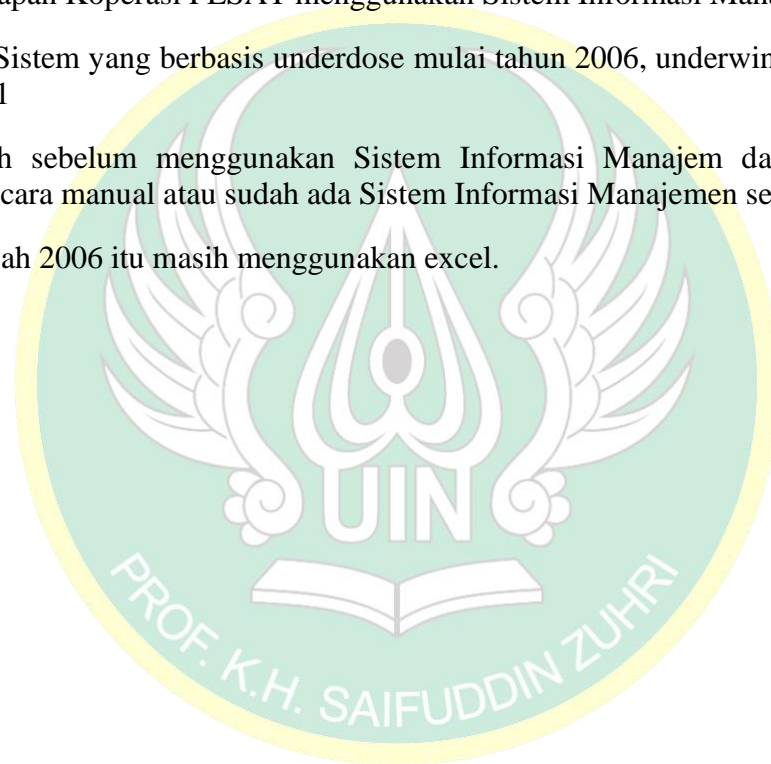 apan Koperasi PESAT menggunakan Sistem Informasi Mana
Sistem yang berbasis underdose mulai tahun 2006, underwin
1
h sebelum menggunakan Sistem Informasi Manajem da
cara manual atau sudah ada Sistem Informasi Manajemen se
ah 2006 itu masih menggunakan excel.
UIN
PROF. K.H. SAIFUDDIN ZUHRI